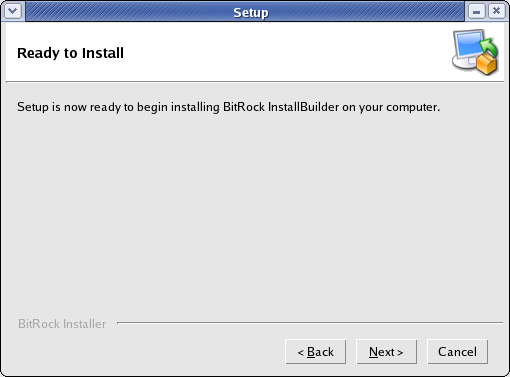 Setup
Ready to Install
Setup is now ready to begin installing BitRock InstallBuilder on your computer.
BitRock Installer
< Back Next > Cancel